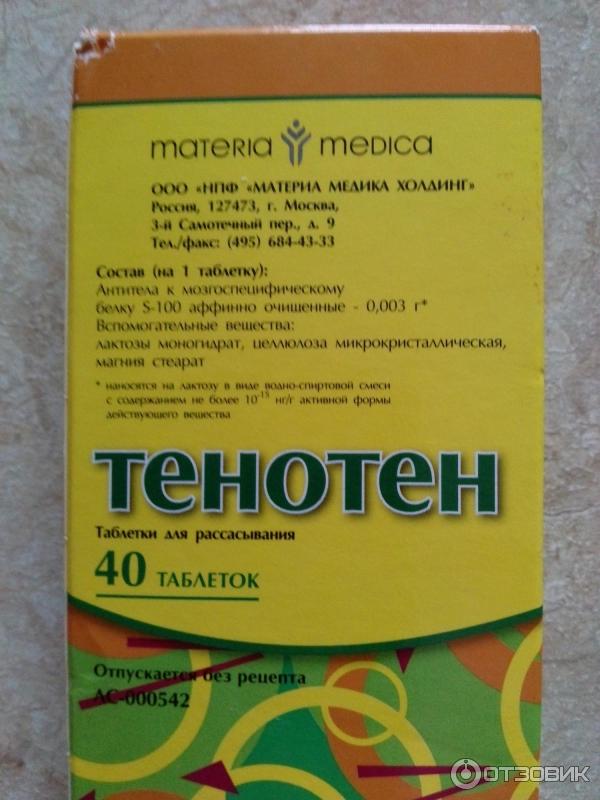 materia medica
ООО «НПФ «МАТЕРИА МЕДИКА ХОЛДИНГ»
Россия, 127473, г. Москва,
3-й Самотечный пер., д. 9
Тел./факс: (495) 684-43-33
Состав (на 1 таблетку):
Антитела к мозгоспецифическому
белку S-100 аффинно очищенные - 0,003 г*
Вспомогательные вещества:
лактозы моногидрат, целлюлоза микрокристаллическая,
магния стеарат
* наносятся на лактозу в виде водно-спиртовой смеси
с содержанием не более 10⁻¹⁵ нг/г активной формы
действующего вещества
ТЕНОТЕН
Таблетки для рассасывания
40 ТАБЛЕТОК
Отпускается без рецепта
ЛС-000542
ОТЗОВИК